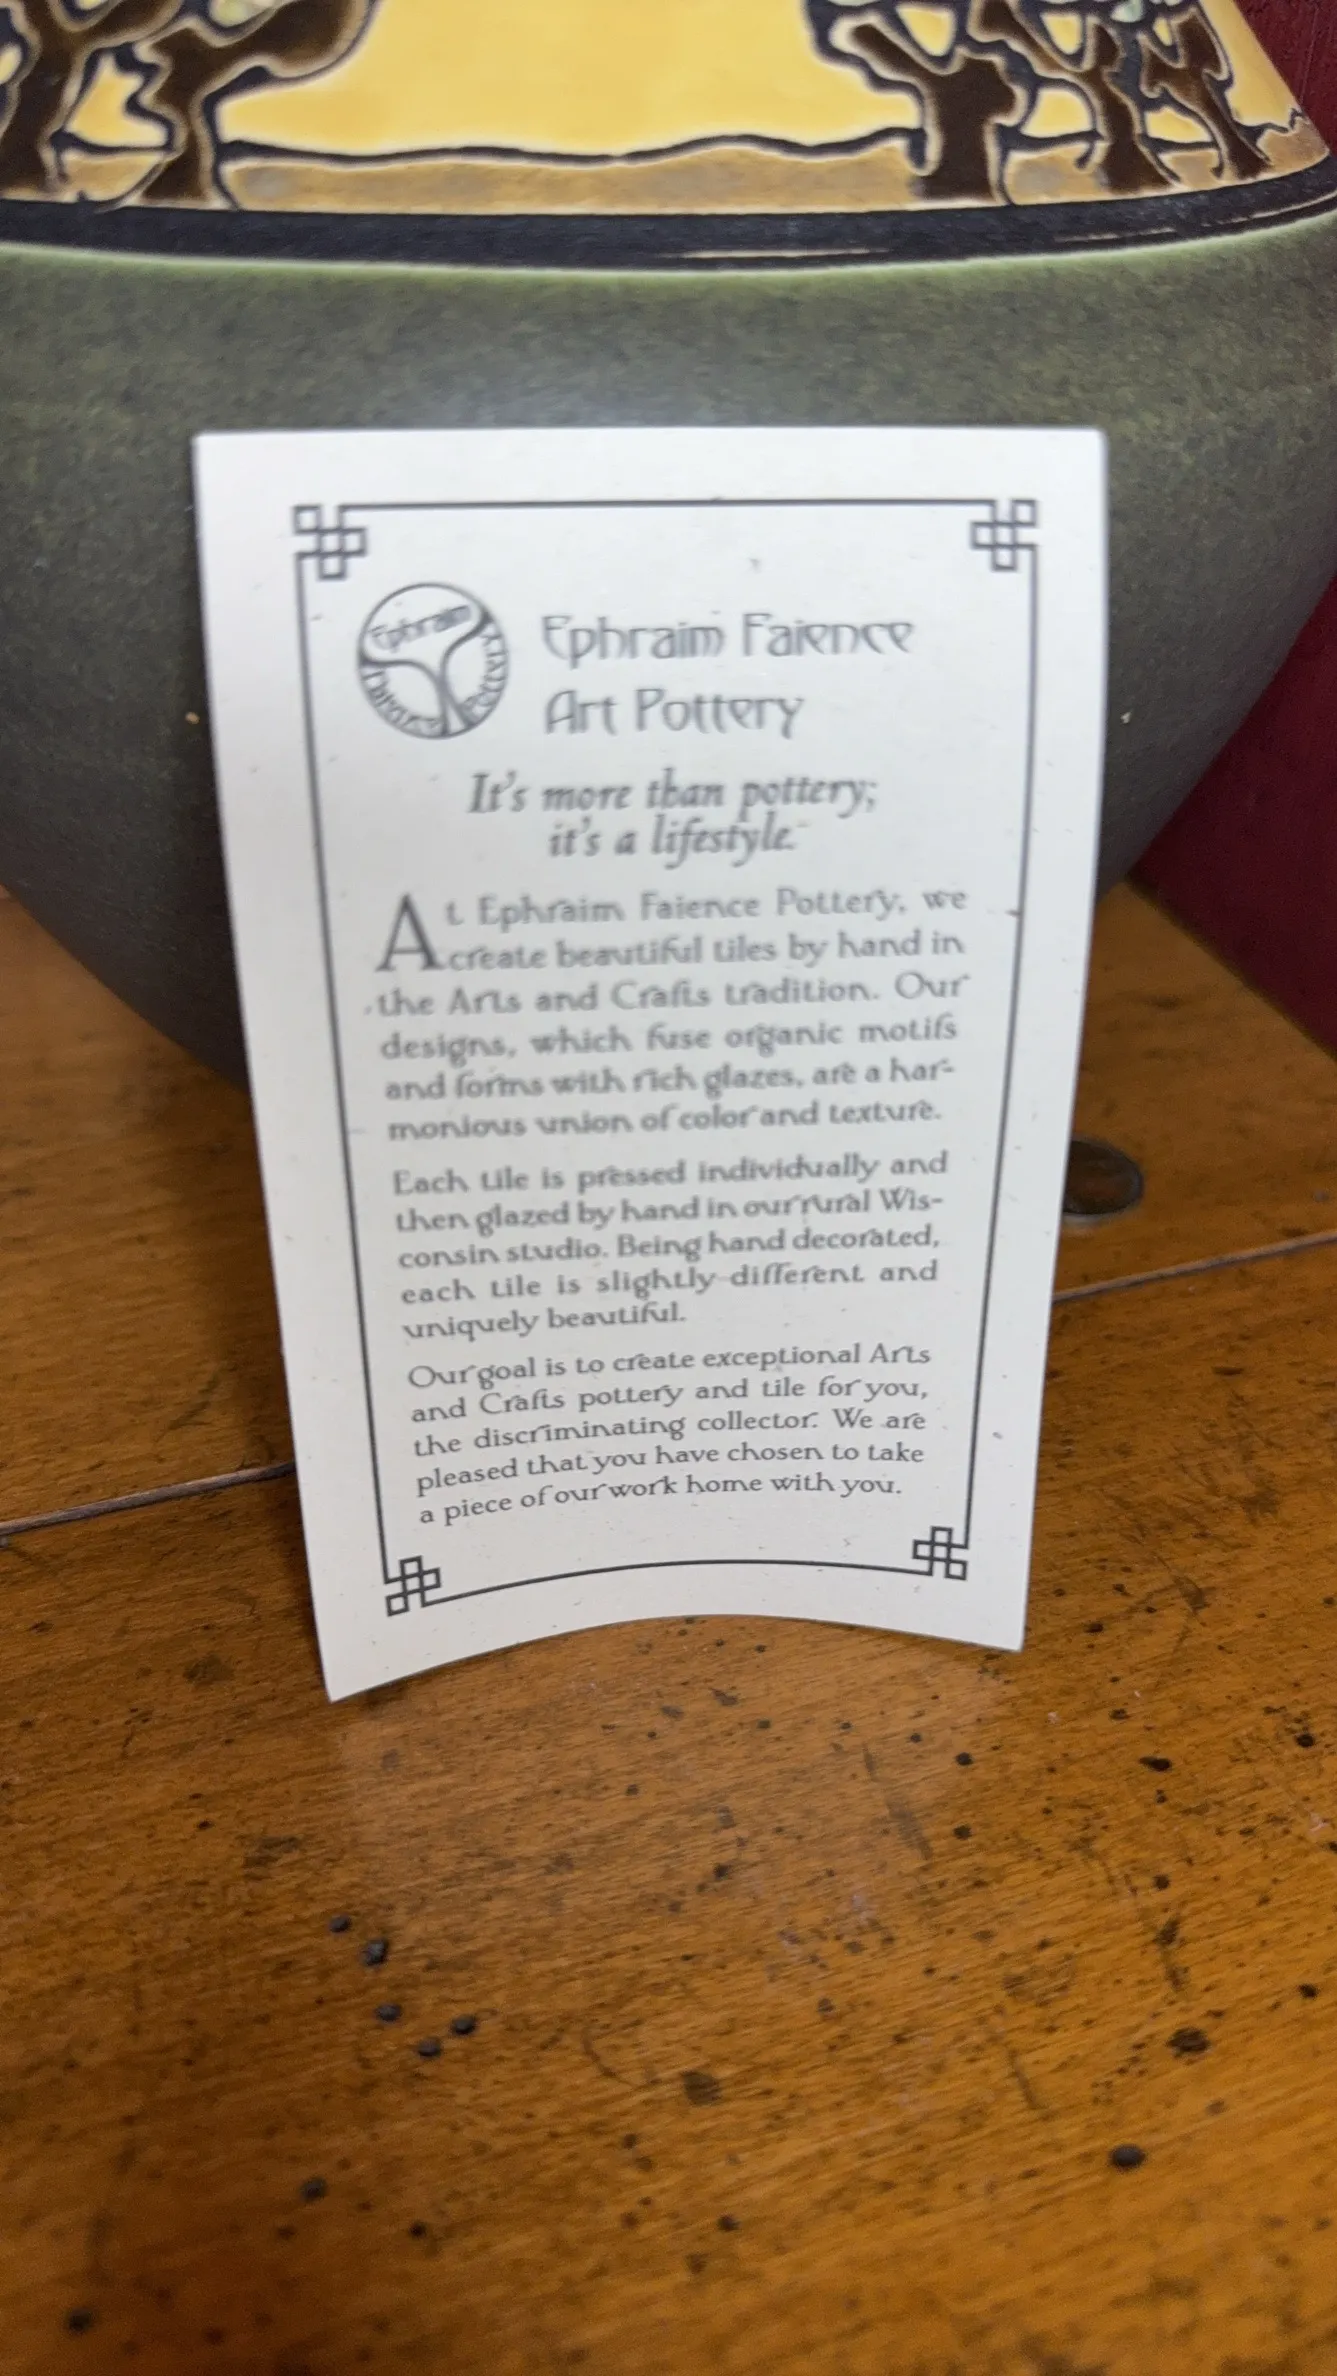 Ephraim
Faience
Pottery
Ephraim Faience
Art Pottery
It's more than pottery;
it's a lifestyle.
At Ephraim Faience Pottery, we
create beautiful tiles by hand in
the Arts and Crafts tradition. Our
designs, which fuse organic motifs
and forms with rich glazes, are a har-
monious union of color and texture.
Each tile is pressed individually and
then glazed by hand in our rural Wis-
consin studio. Being hand decorated,
each tile is slightly different and
uniquely beautiful.
Our goal is to create exceptional Arts
and Crafts pottery and tile for you,
the discriminating collector. We are
pleased that you have chosen to take
a piece of our work home with you.